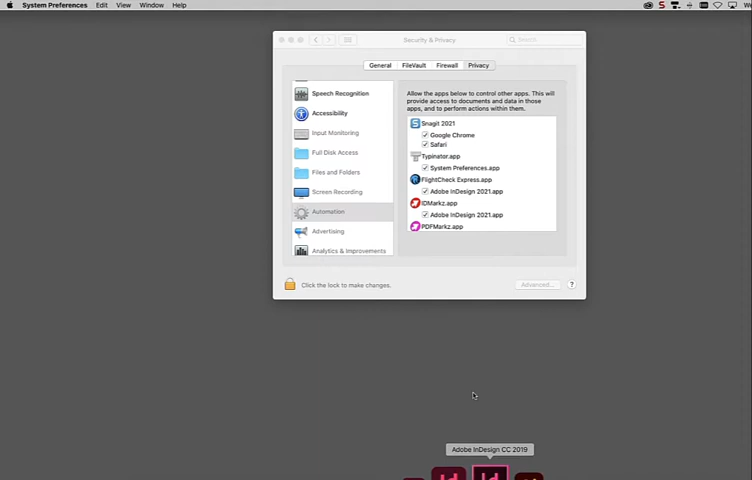 System Preferences Edit View Window Help
Security & Privacy
Search
General FileVault Firewall Privacy
Speech Recognition
Accessibility
Input Monitoring
Full Disk Access
Files and Folders
Screen Recording
Automation
Advertising
Analytics & Improvements
Allow the apps below to control other apps. This will
provide access to documents and data in those
apps, and to perform actions within them.
Snagit 2021
Google Chrome
Safari
Typinator.app
System Preferences.app
FlightCheck Express.app
Adobe InDesign 2021.app
IDMarkz.app
Adobe InDesign 2021.app
PDFMarkz.app
Click the lock to make changes.
Advanced...
?
Adobe InDesign CC 2019
Id Id